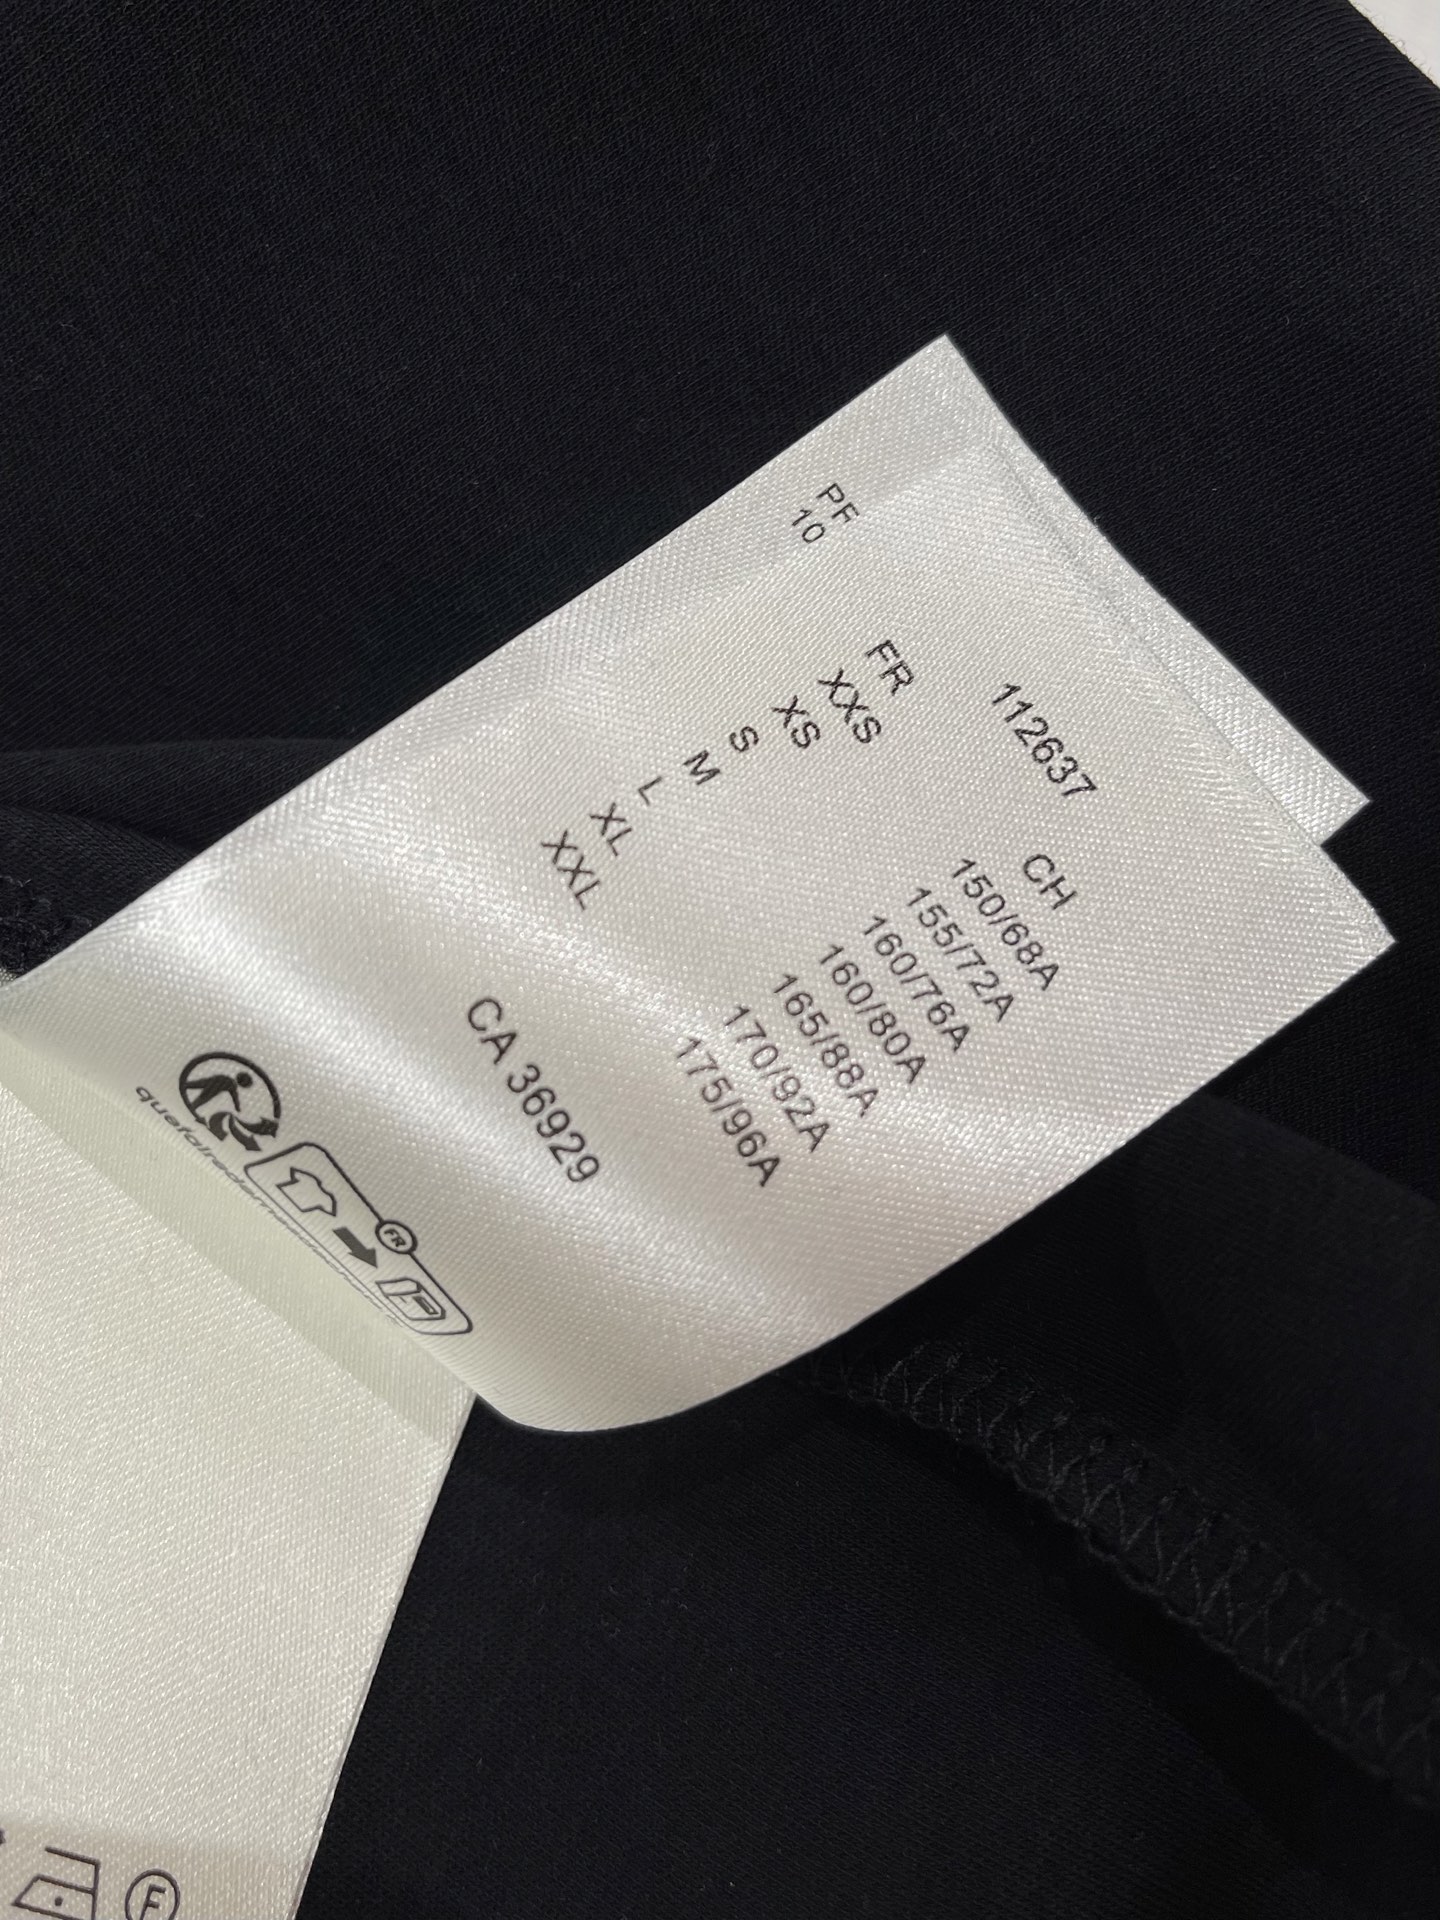 PF
10
112637
FR CH
XXS 150/68A
XS 155/72A
S 160/76A
M 160/80A
L 165/88A
XL 170/92A
XXL 175/96A
CA 36929
FR
F